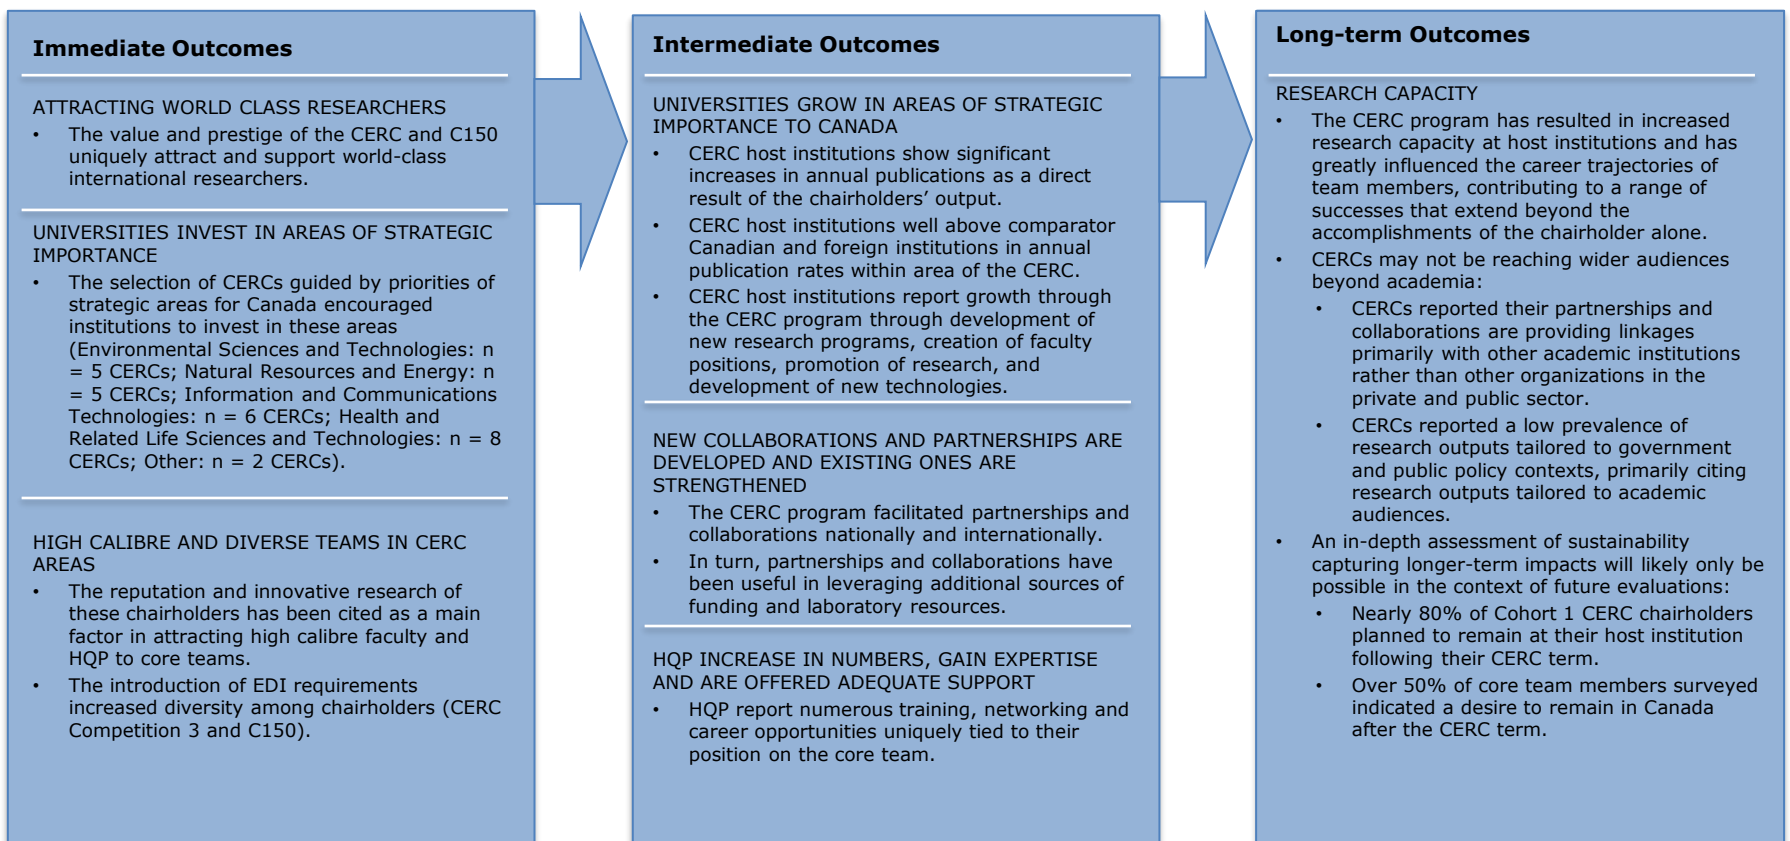 Immediate Outcomes
ATTRACTING WORLD CLASS RESEARCHERS
• The value and prestige of the CERC and C150
uniquely attract and support world-class
international researchers.
UNIVERSITIES INVEST IN AREAS OF STRATEGIC
IMPORTANCE
• The selection of CERCs guided by priorities of
strategic areas for Canada encouraged
institutions to invest in these areas
(Environmental Sciences and Technologies: n
= 5 CERCs; Natural Resources and Energy: n
= 5 CERCs; Information and Communications
Technologies: n = 6 CERCs; Health and
Related Life Sciences and Technologies: n = 8
CERCs; Other: n = 2 CERCs).
HIGH CALIBRE AND DIVERSE TEAMS IN CERC
AREAS
• The reputation and innovative research of
these chairholders has been cited as a main
factor in attracting high calibre faculty and
HQP to core teams.
• The introduction of EDI requirements
increased diversity among chairholders (CERC
Competition 3 and C150).
Intermediate Outcomes
UNIVERSITIES GROW IN AREAS OF STRATEGIC
IMPORTANCE TO CANADA
• CERC host institutions show significant
increases in annual publications as a direct
result of the chairholders’ output.
• CERC host institutions well above comparator
Canadian and foreign institutions in annual
publication rates within area of the CERC.
• CERC host institutions report growth through
the CERC program through development of
new research programs, creation of faculty
positions, promotion of research, and
development of new technologies.
NEW COLLABORATIONS AND PARTNERSHIPS ARE
DEVELOPED AND EXISTING ONES ARE
STRENGTHENED
• The CERC program facilitated partnerships and
collaborations nationally and internationally.
• In turn, partnerships and collaborations have
been useful in leveraging additional sources of
funding and laboratory resources.
HQP INCREASE IN NUMBERS, GAIN EXPERTISE
AND ARE OFFERED ADEQUATE SUPPORT
• HQP report numerous training, networking and
career opportunities uniquely tied to their
position on the core team.
Long-term Outcomes
RESEARCH CAPACITY
• The CERC program has resulted in increased
research capacity at host institutions and has
greatly influenced the career trajectories of
team members, contributing to a range of
successes that extend beyond the
accomplishments of the chairholder alone.
• CERCs may not be reaching wider audiences
beyond academia:
• CERCs reported their partnerships and
collaborations are providing linkages
primarily with other academic institutions
rather than other organizations in the
private and public sector.
• CERCs reported a low prevalence of
research outputs tailored to government
and public policy contexts, primarily citing
research outputs tailored to academic
audiences.
• An in-depth assessment of sustainability
capturing longer-term impacts will likely only be
possible in the context of future evaluations:
• Nearly 80% of Cohort 1 CERC chairholders
planned to remain at their host institution
following their CERC term.
• Over 50% of core team members surveyed
indicated a desire to remain in Canada
after the CERC term.